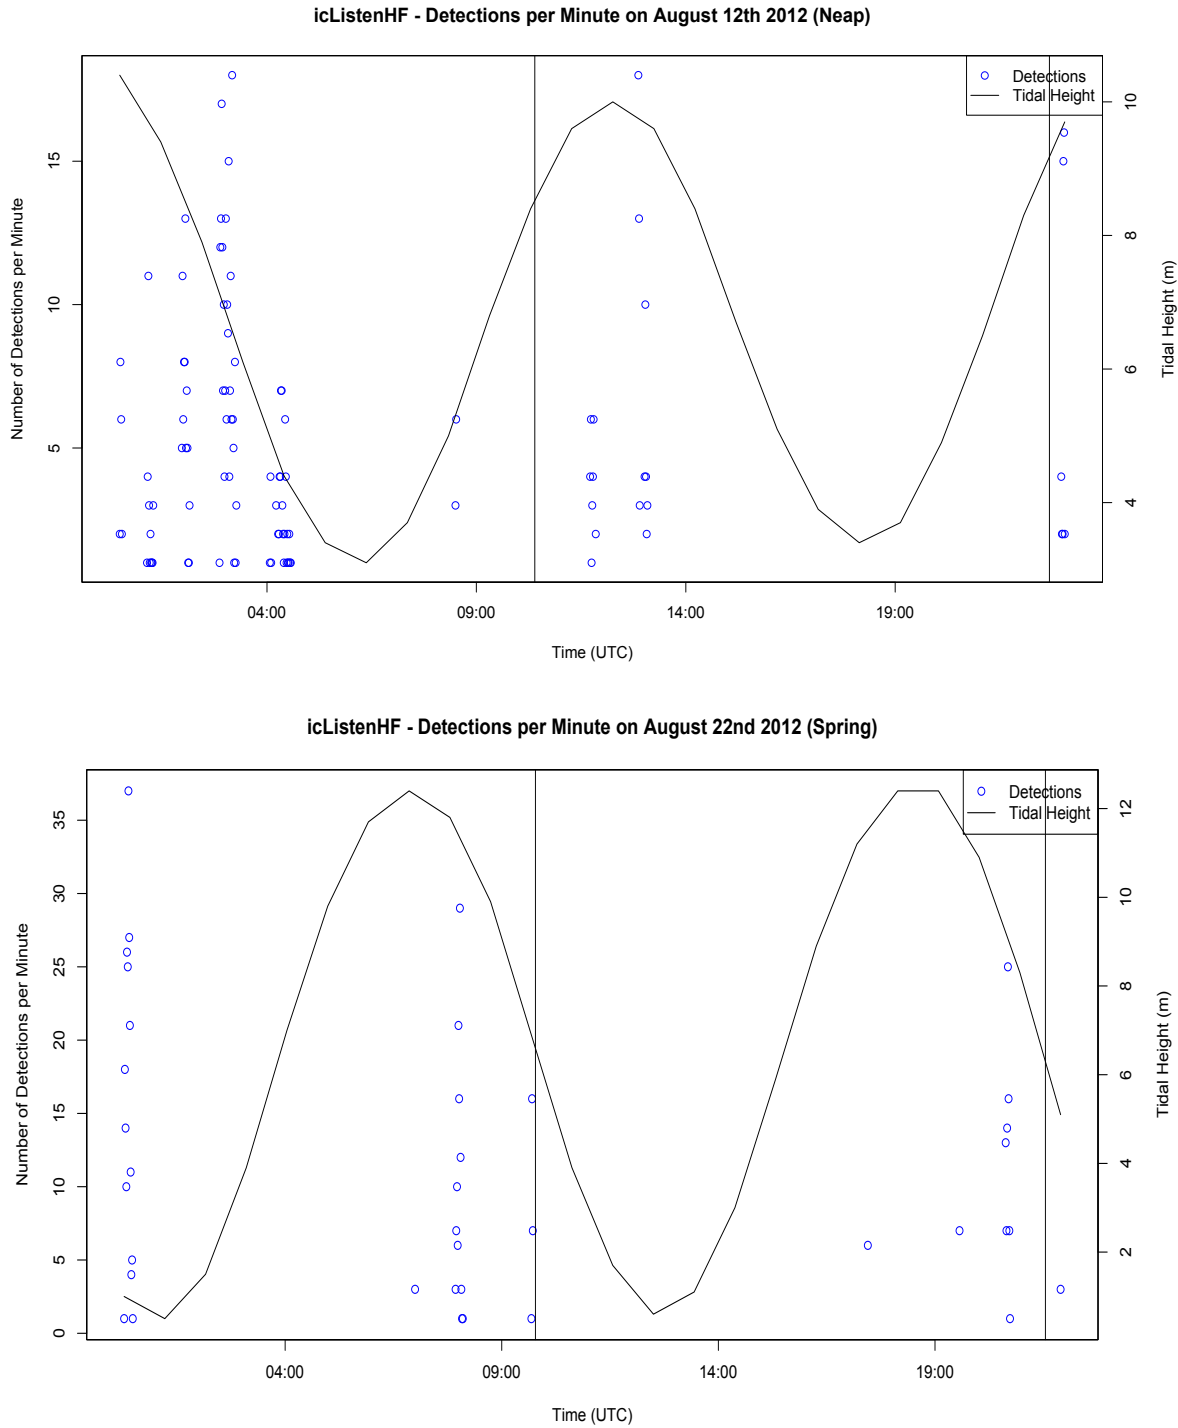 icListenHF - Detections per Minute on August 12th 2012 (Neap)
Detections
Tidal Height
Number of Detections per Minute
5
10
15
4
6
8
10
Tidal Height (m)
04:00
09:00
14:00
19:00
Time (UTC)
icListenHF - Detections per Minute on August 22nd 2012 (Spring)
Detections
Tidal Height
Number of Detections per Minute
0
5
10
15
20
25
30
35
2
4
6
8
10
12
Tidal Height (m)
04:00
09:00
14:00
19:00
Time (UTC)